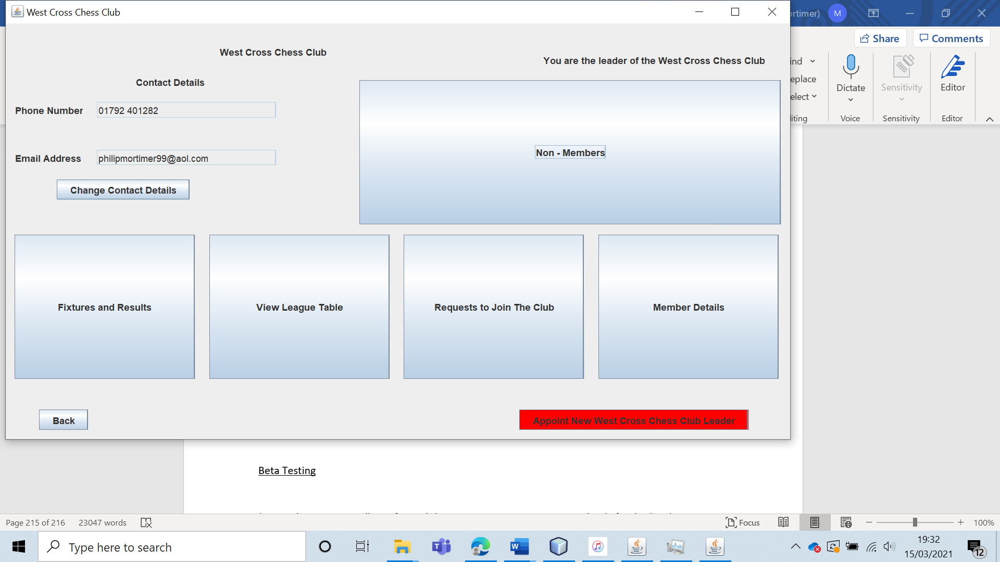 West Cross Chess Club
West Cross Chess Club
You are the leader of the West Cross Chess Club
Contact Details
Phone Number 01792 401282
Email Address philipmortimer99@aol.com
Change Contact Details
Non - Members
Fixtures and Results
View League Table
Requests to Join The Club
Member Details
Back
Appoint New West Cross Chess Club Leader
ortimer)
M
Share
Comments
ind
eplace
elect
iting
Dictate
Voice
Sensitivity
Sensitivity
Editor
Editor
Beta Testing
Page 215 of 216 23047 words
Focus
100%
Type here to search
19:32
15/03/2021
12